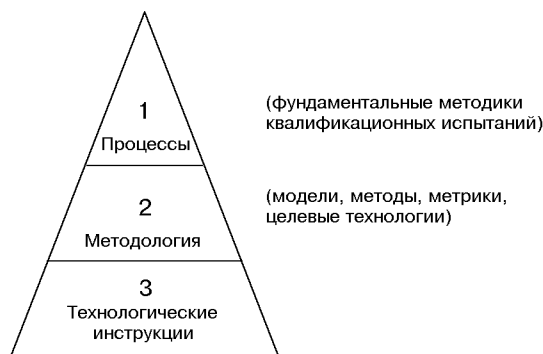 1
Процессы
(фундаментальные методики
квалификационных испытаний)
2
Методология
(модели, методы, метрики,
целевые технологии)
3
Технологические
инструкции